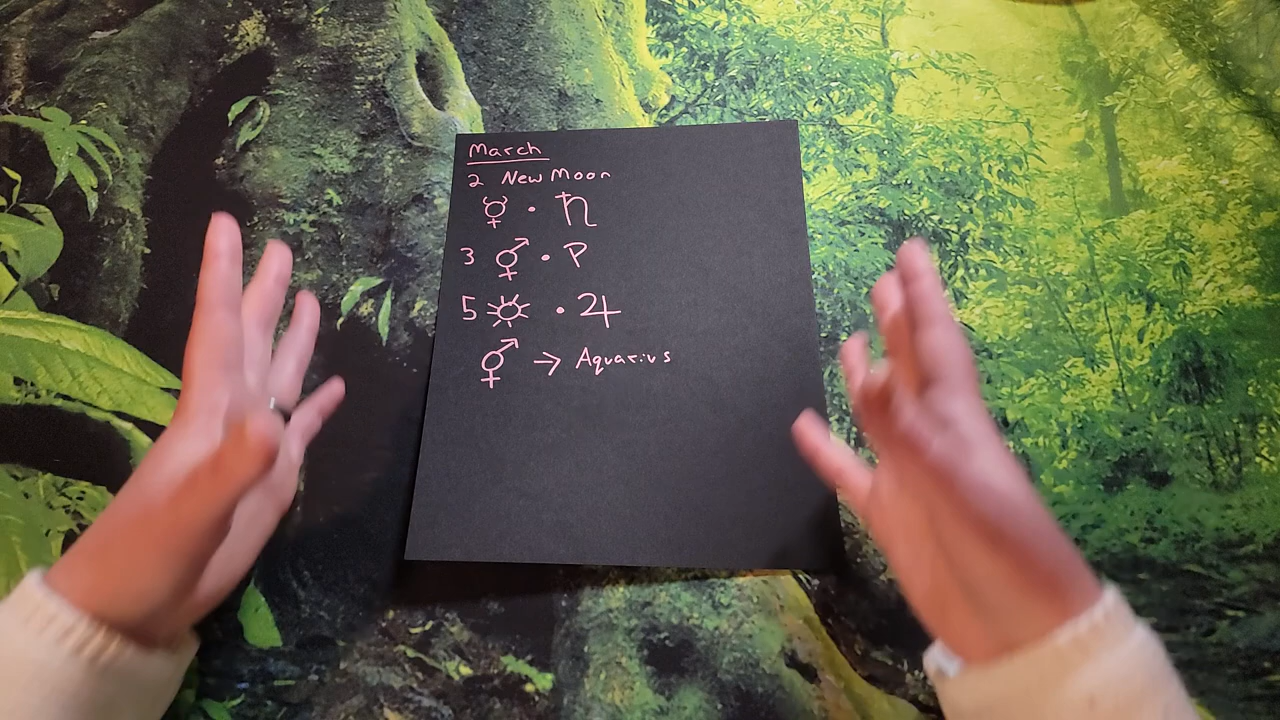 March
2 New Moon
☿ • ♄
3 ⚤ • P
5 ☼ • ♃
⚤ → Aquarius